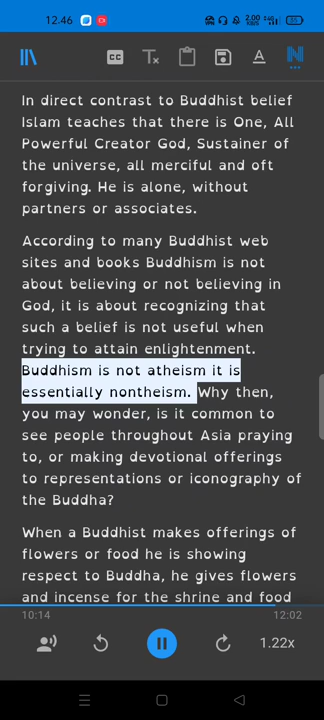 12.46
2.00
KB/S
CC
In direct contrast to Buddhist belief
Islam teaches that there is One, All
Powerful Creator God, Sustainer of
the universe, all merciful and oft
forgiving. He is alone, without
partners or associates.
According to many Buddhist web
sites and books Buddhism is not
about believing or not believing in
God, it is about recognizing that
such a belief is not useful when
trying to attain enlightenment.
Buddhism is not atheism it is
essentially nontheism. Why then,
you may wonder, is it common to
see people throughout Asia praying
to, or making devotional offerings
to representations or iconography of
the Buddha?
When a Buddhist makes offerings of
flowers or food he is showing
respect to Buddha, he gives flowers
and incense for the shrine and food
10:14
12:02
1.22x